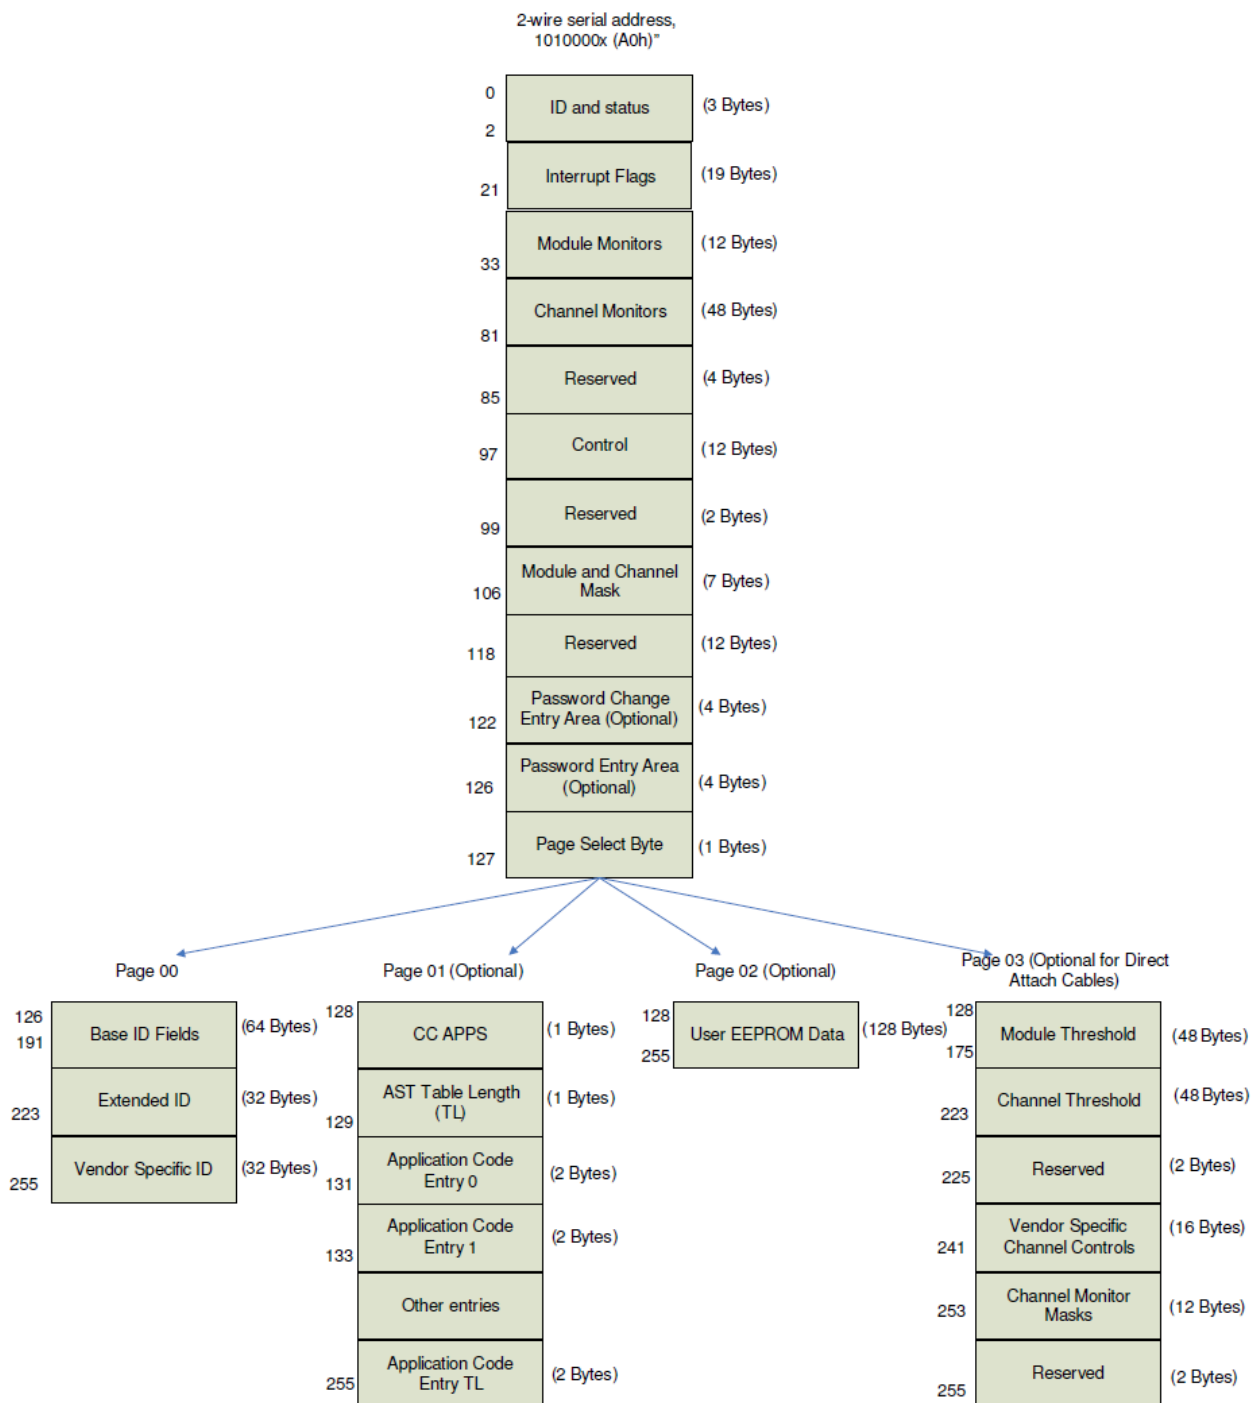 2-wire serial address,
1010000x (A0h)"
0
ID and status
(3 Bytes)
2
Interrupt Flags
(19 Bytes)
21
Module Monitors
(12 Bytes)
33
Channel Monitors
(48 Bytes)
81
Reserved
(4 Bytes)
85
Control
(12 Bytes)
97
Reserved
(2 Bytes)
99
Module and Channel
Mask
(7 Bytes)
106
Reserved
(12 Bytes)
118
Password Change
Entry Area (Optional)
(4 Bytes)
122
Password Entry Area
(Optional)
(4 Bytes)
126
Page Select Byte
(1 Bytes)
127
Page 00
126
191
Base ID Fields
(64 Bytes)
Extended ID
(32 Bytes)
223
Vendor Specific ID
(32 Bytes)
255
Page 01 (Optional)
128
CC APPS
(1 Bytes)
AST Table Length
(TL)
(1 Bytes)
129
Application Code
Entry 0
(2 Bytes)
131
Application Code
Entry 1
(2 Bytes)
133
Other entries
Application Code
Entry TL
(2 Bytes)
255
Page 02 (Optional)
128
User EEPROM Data
(128 Bytes)
255
Page 03 (Optional for Direct
Attach Cables)
128
Module Threshold
(48 Bytes)
175
Channel Threshold
(48 Bytes)
223
Reserved
(2 Bytes)
225
Vendor Specific
Channel Controls
(16 Bytes)
241
Channel Monitor
Masks
(12 Bytes)
253
Reserved
(2 Bytes)
255